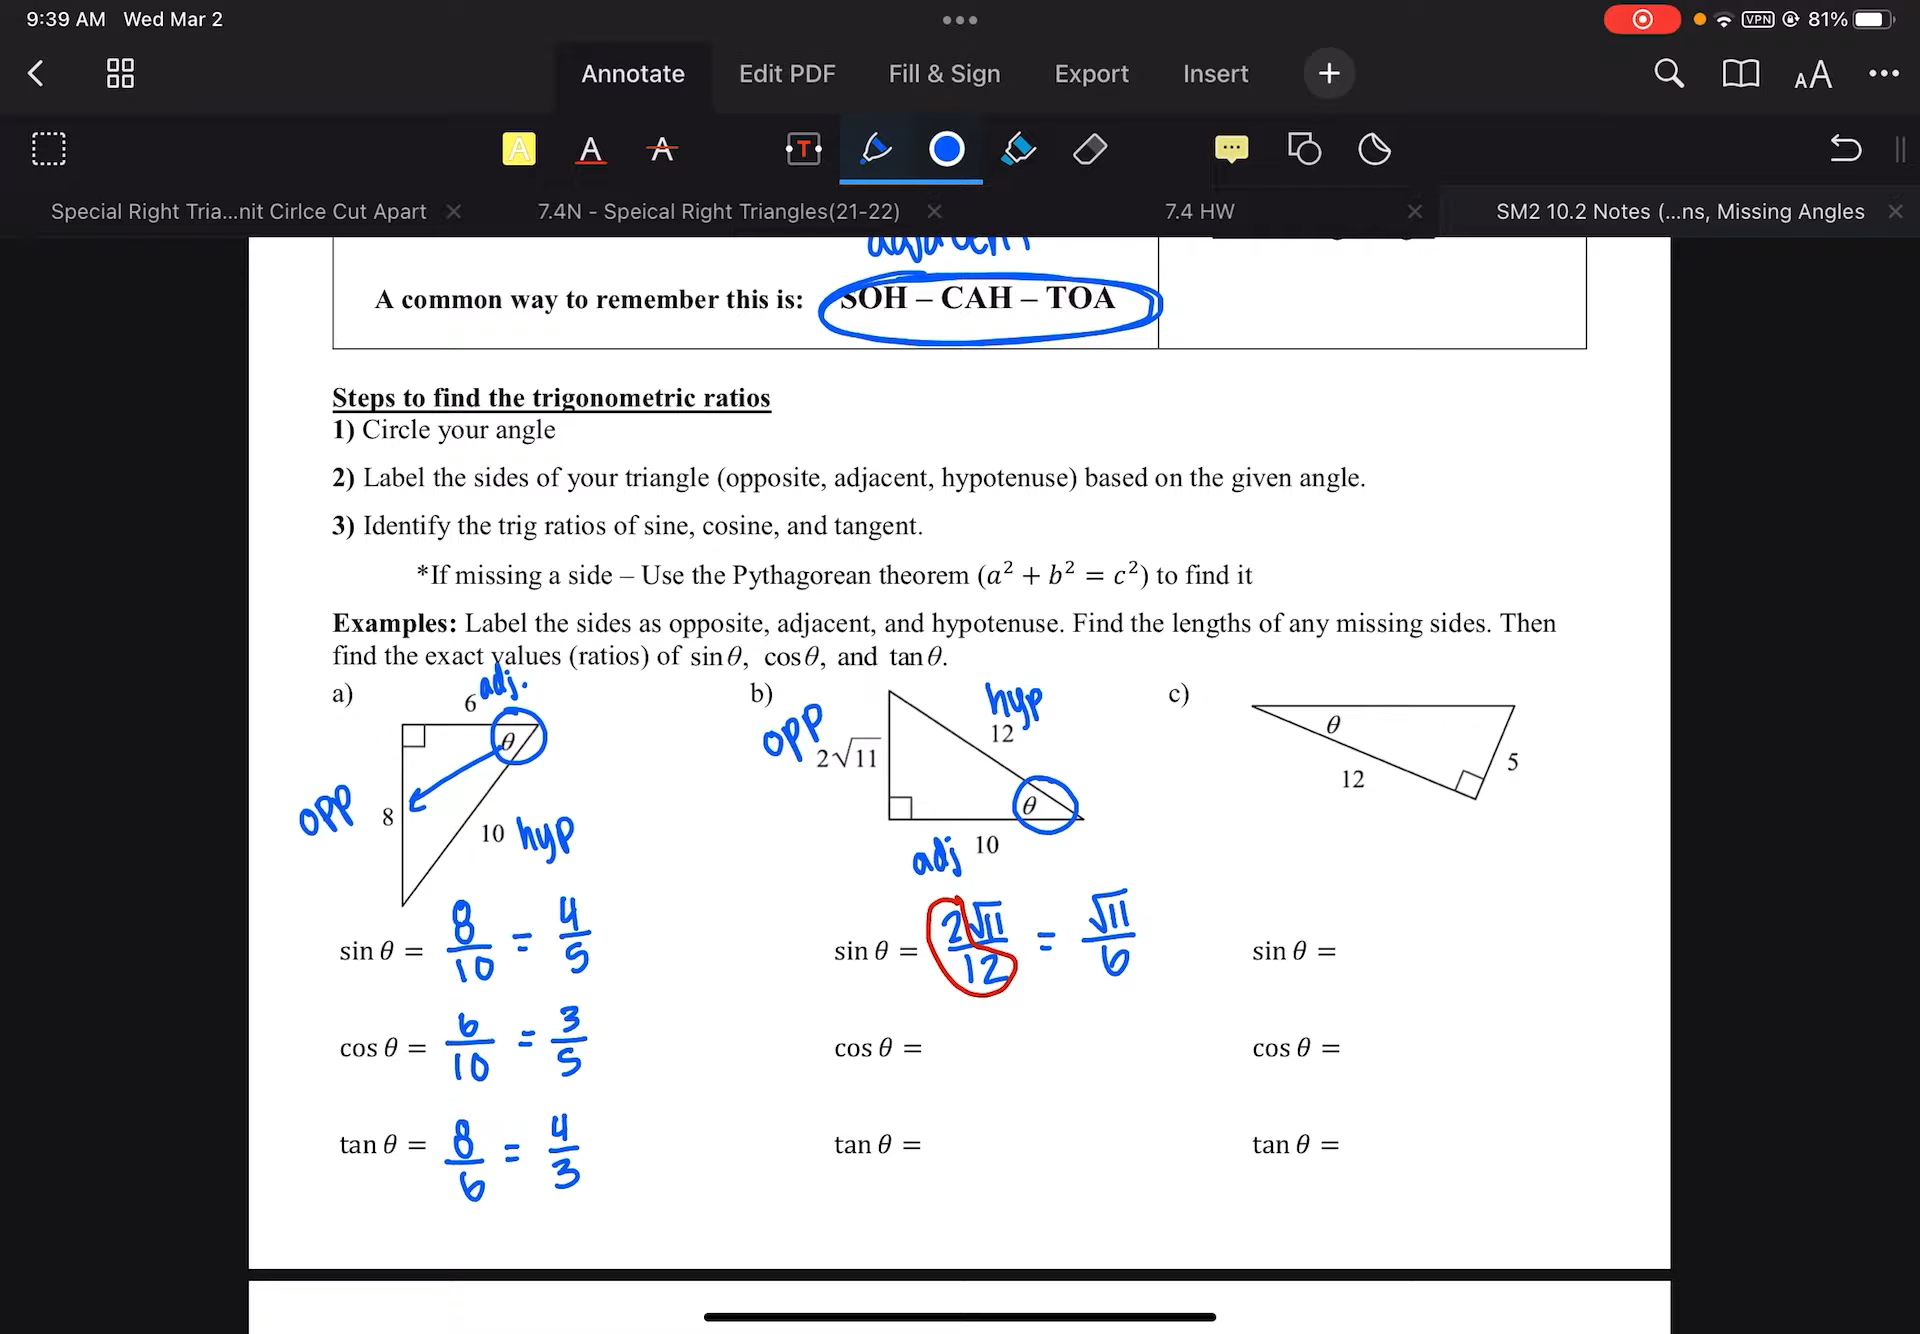 9:39 AM Wed Mar 2
VPN 81%
Annotate Edit PDF Fill & Sign Export Insert
AA
A A A T
Special Right Tria...nit Cirlce Cut Apart 7.4N - Speical Right Triangles(21-22) 7.4 HW SM2 10.2 Notes (...ns, Missing Angles
adjacent
A common way to remember this is: SOH – CAH – TOA
Steps to find the trigonometric ratios
1) Circle your angle
2) Label the sides of your triangle (opposite, adjacent, hypotenuse) based on the given angle.
3) Identify the trig ratios of sine, cosine, and tangent.
*If missing a side – Use the Pythagorean theorem (a² + b² = c²) to find it
Examples: Label the sides as opposite, adjacent, and hypotenuse. Find the lengths of any missing sides. Then
find the exact values (ratios) of sin θ, cos θ, and tan θ.
a)
6 adj.
θ
opp 8
10 hyp
sin θ = 8/10 = 4/5
cos θ = 6/10 = 3/5
tan θ = 8/6 = 4/3
b)
hyp
12
opp
2√11
θ
adj 10
sin θ = 2√11/12 = √11/6
cos θ =
tan θ =
c)
θ
5
12
sin θ =
cos θ =
tan θ =